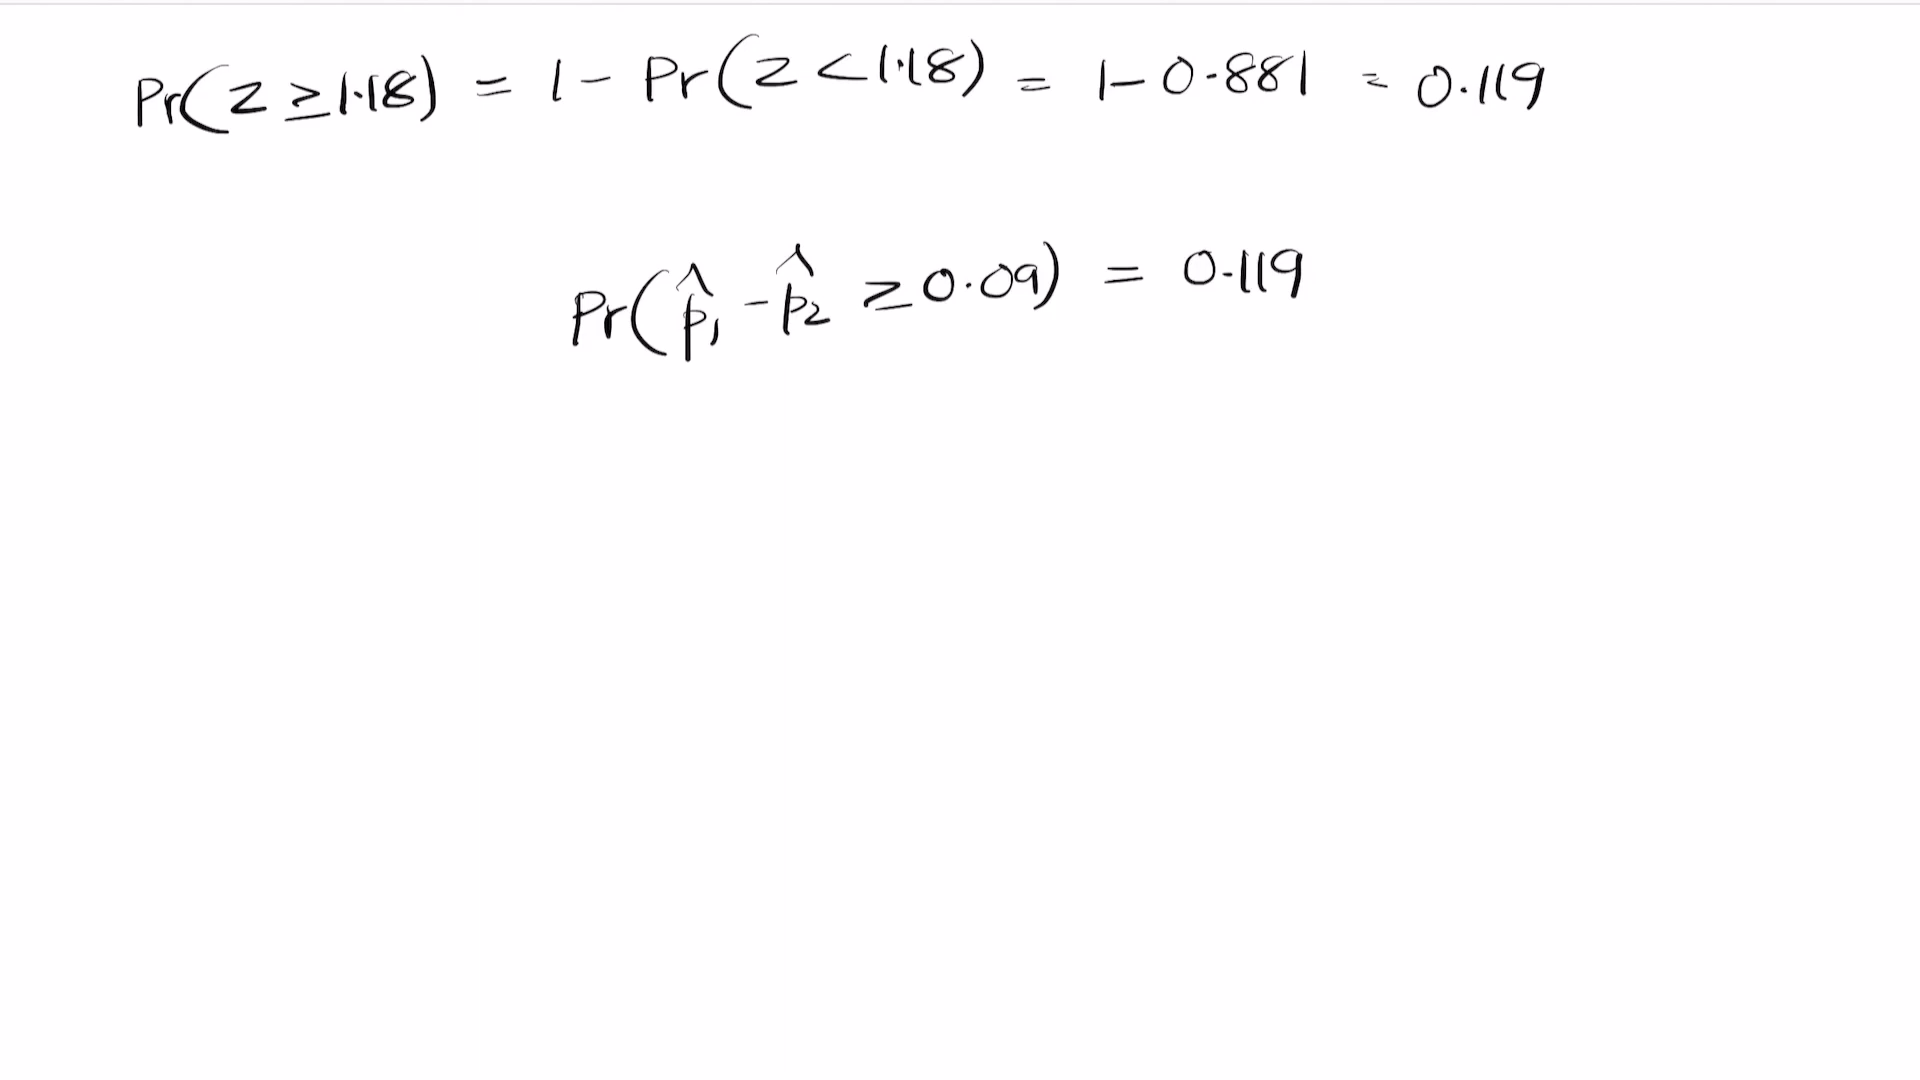 Pr(Z ≥ 1.18) = 1 - Pr(Z < 1.18) = 1 - 0.881 = 0.119
Pr(p̂₁ - p̂₂ ≥ 0.09) = 0.119